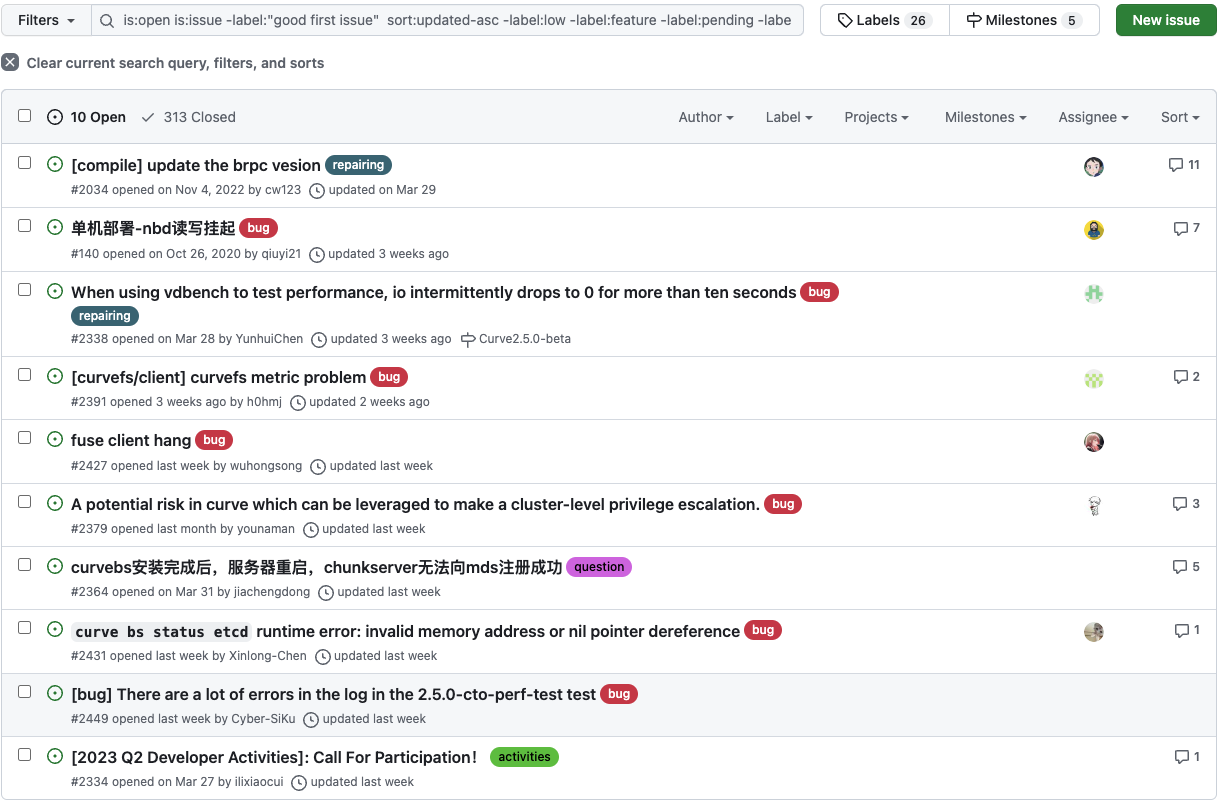 Filters
is:open is:issue -label:"good first issue" sort:updated-asc -label:low -label:feature -label:pending -labe
Labels 26
Milestones 5
New issue
Clear current search query, filters, and sorts
10 Open
313 Closed
Author
Label
Projects
Milestones
Assignee
Sort
[compile] update the brpc vesion repairing
11
#2034 opened on Nov 4, 2022 by cw123 updated on Mar 29
单机部署-nbd读写挂起 bug
7
#140 opened on Oct 26, 2020 by qiuyi21 updated 3 weeks ago
When using vdbench to test performance, io intermittently drops to 0 for more than ten seconds bug
repairing
#2338 opened on Mar 28 by YunhuiChen updated 3 weeks ago Curve2.5.0-beta
[curvefs/client] curvefs metric problem bug
2
#2391 opened 3 weeks ago by h0hmj updated 2 weeks ago
fuse client hang bug
#2427 opened last week by wuhongsong updated last week
A potential risk in curve which can be leveraged to make a cluster-level privilege escalation. bug
3
#2379 opened last month by younaman updated last week
curvebs安装完成后，服务器重启，chunkserver无法向mds注册成功 question
5
#2364 opened on Mar 31 by jiachengdong updated last week
curve bs status etcd runtime error: invalid memory address or nil pointer dereference bug
1
#2431 opened last week by Xinlong-Chen updated last week
[bug] There are a lot of errors in the log in the 2.5.0-cto-perf-test test bug
#2449 opened last week by Cyber-SiKu updated last week
[2023 Q2 Developer Activities]: Call For Participation！ activities
1
#2334 opened on Mar 27 by ilixiaocui updated last week